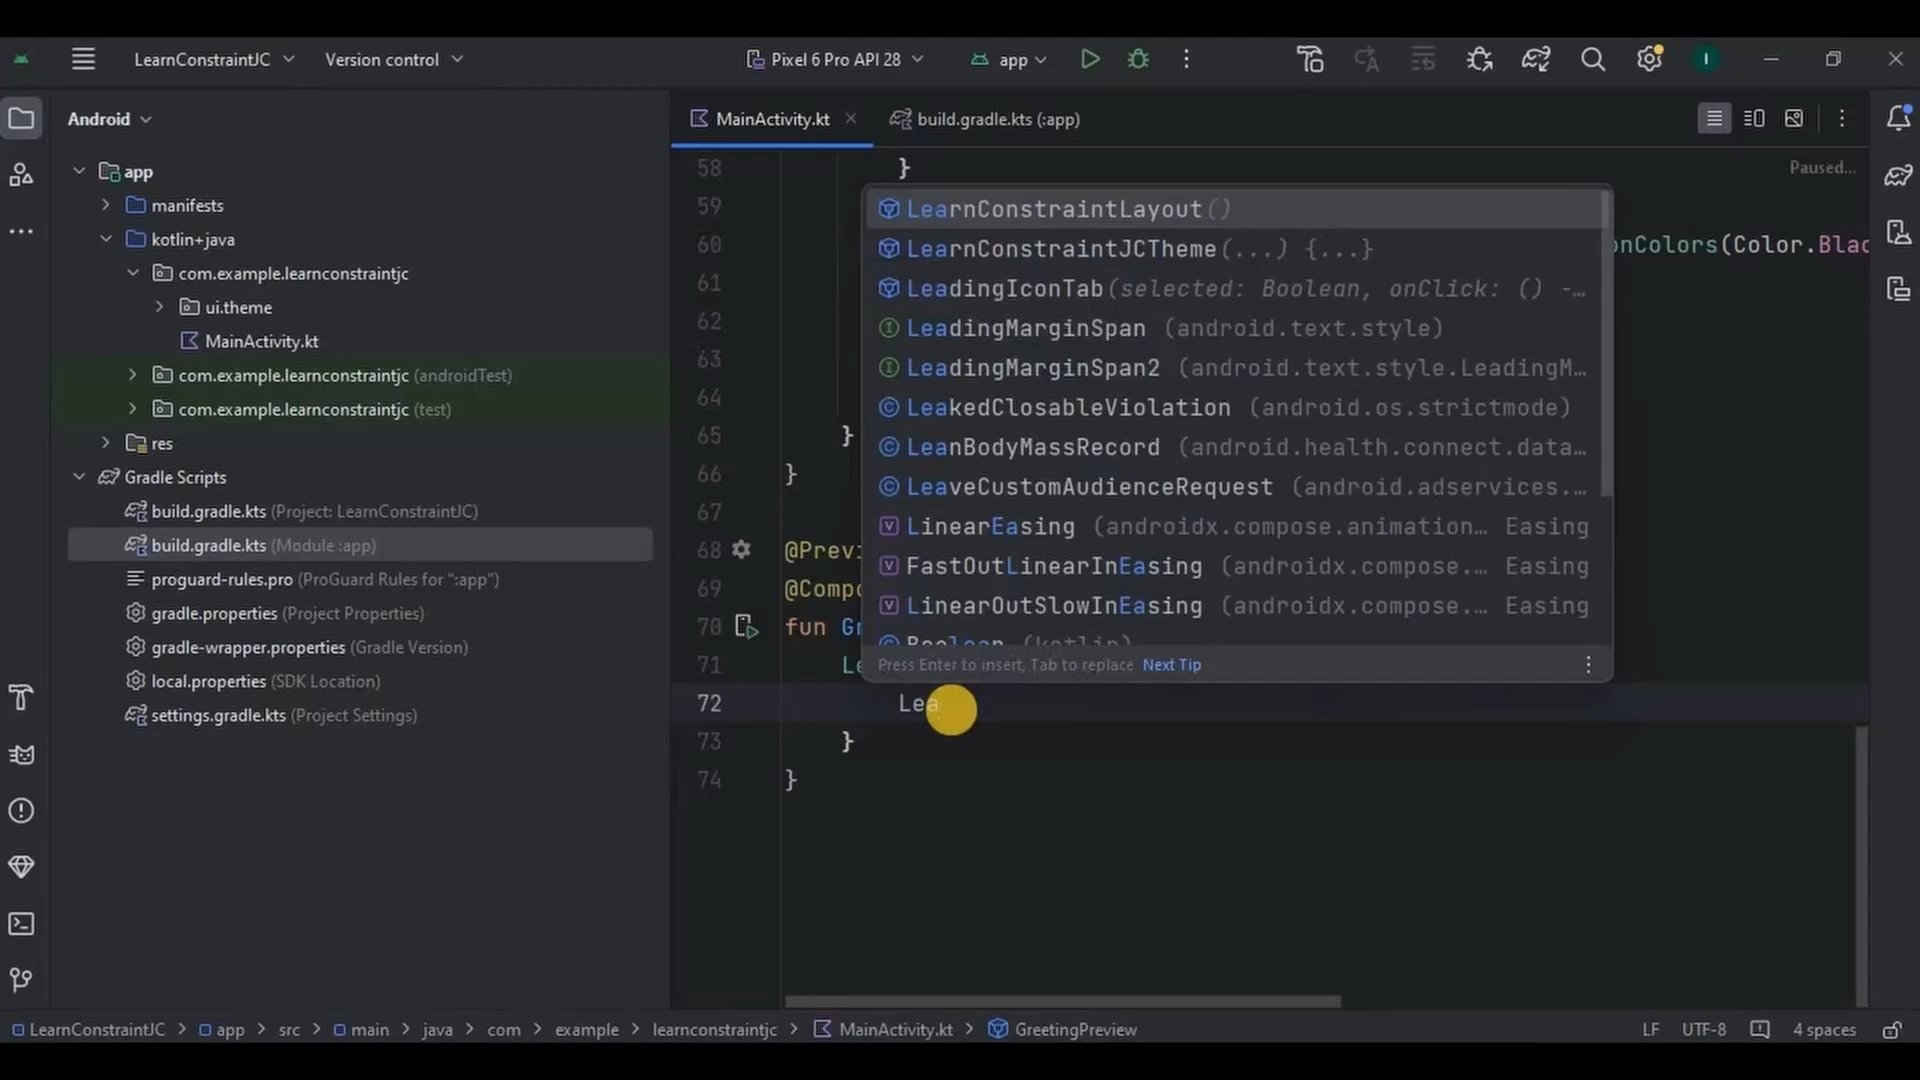 LearnConstraintJC Version control Pixel 6 Pro API 28 app I
Android
app
manifests
kotlin+java
com.example.learnconstraintjc
ui.theme
MainActivity.kt
com.example.learnconstraintjc (androidTest)
com.example.learnconstraintjc (test)
res
Gradle Scripts
build.gradle.kts (Project: LearnConstraintJC)
build.gradle.kts (Module :app)
proguard-rules.pro (ProGuard Rules for ":app")
gradle.properties (Project Properties)
gradle-wrapper.properties (Gradle Version)
local.properties (SDK Location)
settings.gradle.kts (Project Settings)
MainActivity.kt build.gradle.kts (:app)
58 } Paused...
59
60 onColors(Color.Blac
61
62
63
64
65 }
66 }
67
68 @Previ
69 @Compo
70 fun Gr
71 Le
72 Lea
73 }
74 }
LearnConstraintLayout()
LearnConstraintJCTheme(...) {...}
LeadingIconTab(selected: Boolean, onClick: () -…
LeadingMarginSpan (android.text.style)
LeadingMarginSpan2 (android.text.style.LeadingM…
LeakedClosableViolation (android.os.strictmode)
LeanBodyMassRecord (android.health.connect.data…
LeaveCustomAudienceRequest (android.adservices.…
LinearEasing (androidx.compose.animation… Easing
FastOutLinearInEasing (androidx.compose.… Easing
LinearOutSlowInEasing (androidx.compose.… Easing
Boolean (kotlin)
Press Enter to insert, Tab to replace Next Tip
LearnConstraintJC > app > src > main > java > com > example > learnconstraintjc > MainActivity.kt > GreetingPreview LF UTF-8 4 spaces